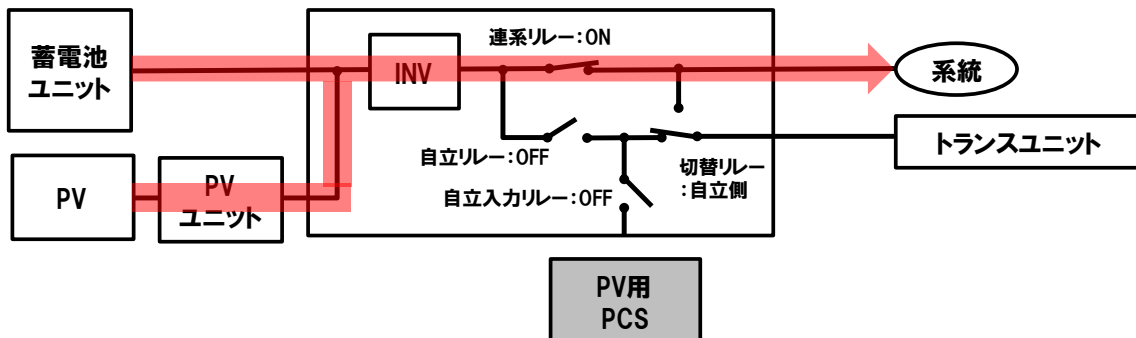 蓄電池
ユニット
INV
連系リレー:ON
系統
トランスユニット
自立リレー:OFF
切替リレー
:自立側
自立入力リレー:OFF
PV
PV
ユニット
PV用
PCS